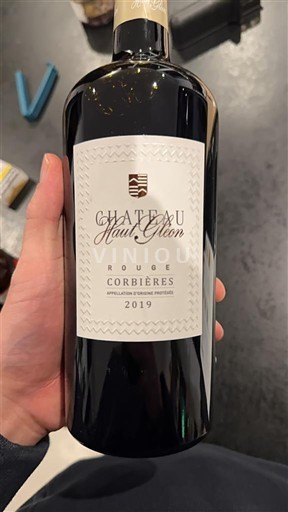 CHATEAU
Haut Gléon
VINIOU
ROUGE
CORBIÈRES
APPELLATION D'ORIGINE PROTÉGÉE
2019